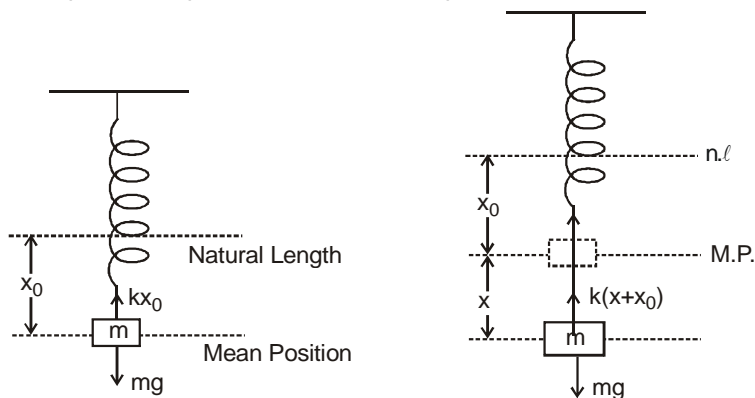 Natural Length
x₀
kx₀
m
Mean Position
mg
n.ℓ
x₀
M.P.
x
k(x+x₀)
m
mg